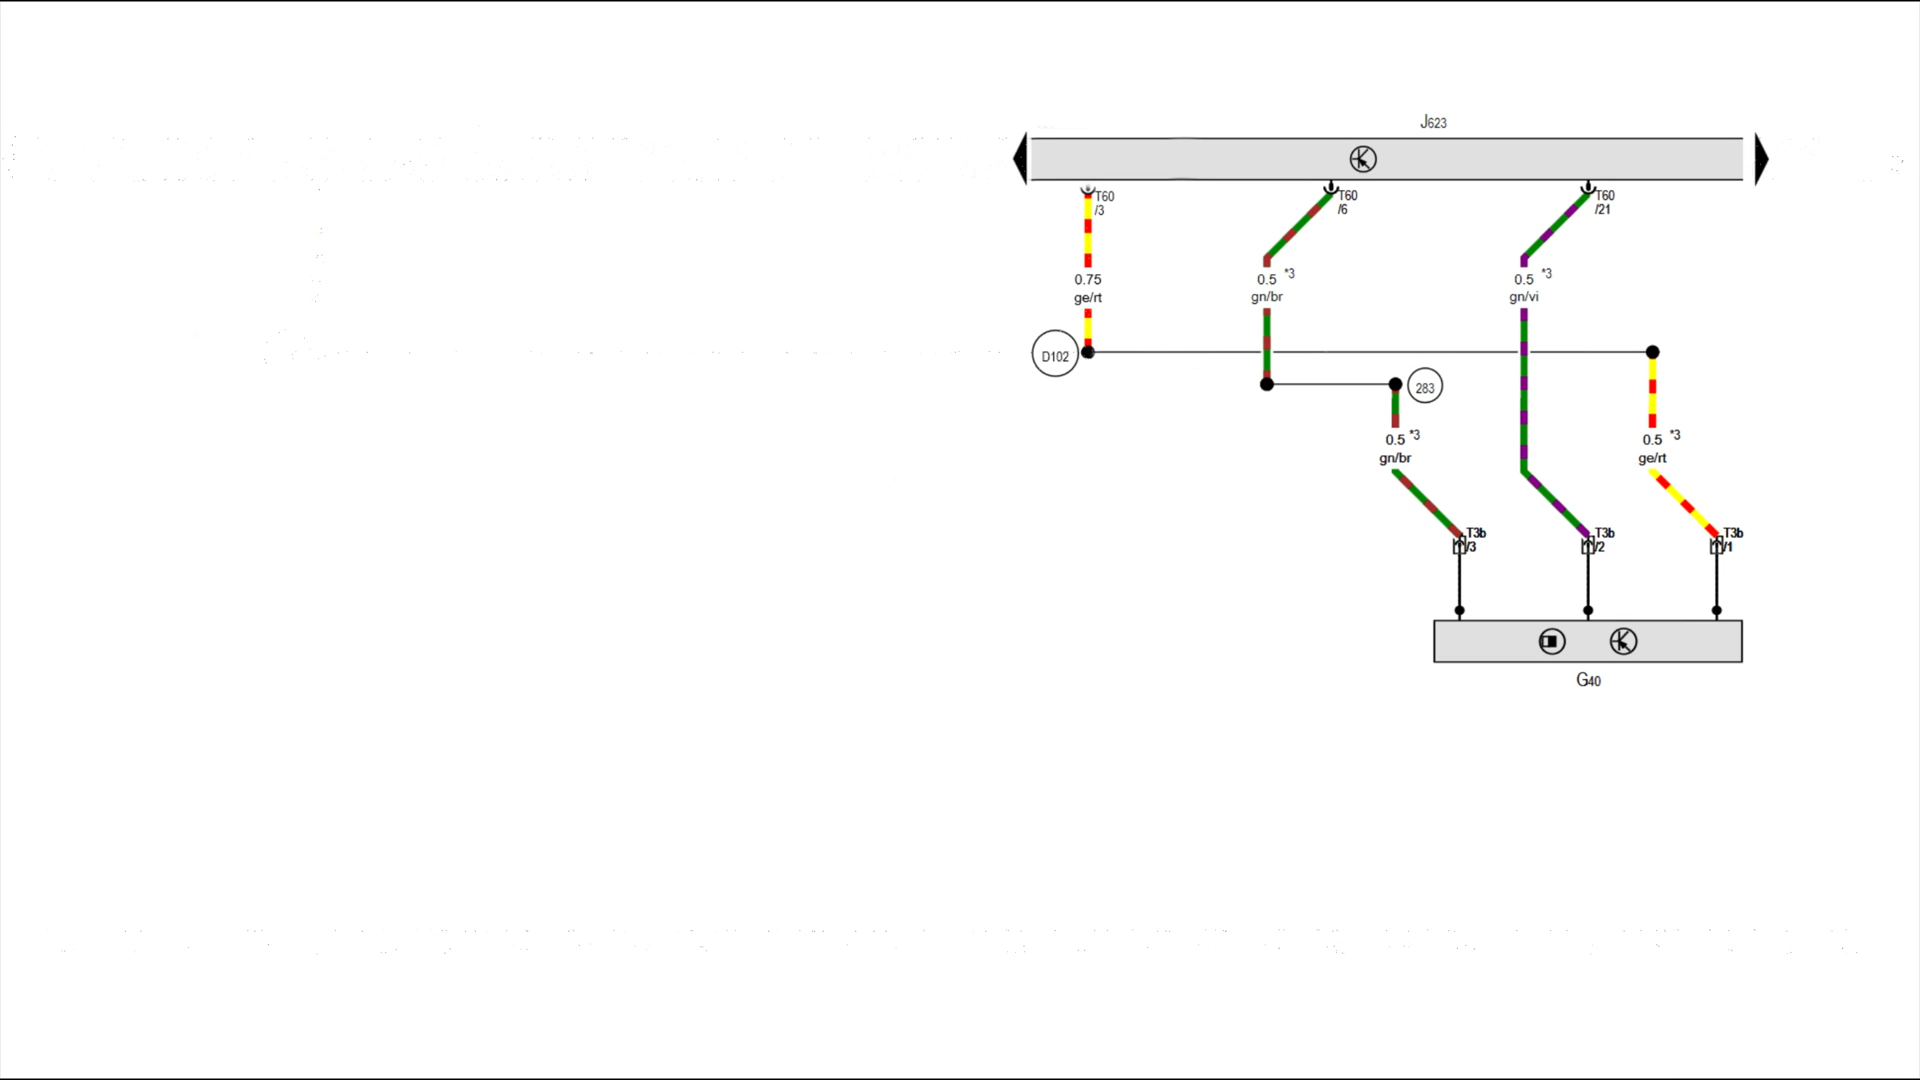 J623
T60
/3
T60
/6
T60
/21
0.75
ge/rt
0.5 *3
gn/br
0.5 *3
gn/vi
D102
283
0.5 *3
gn/br
0.5 *3
ge/rt
T3b
/3
T3b
/2
T3b
/1
G40